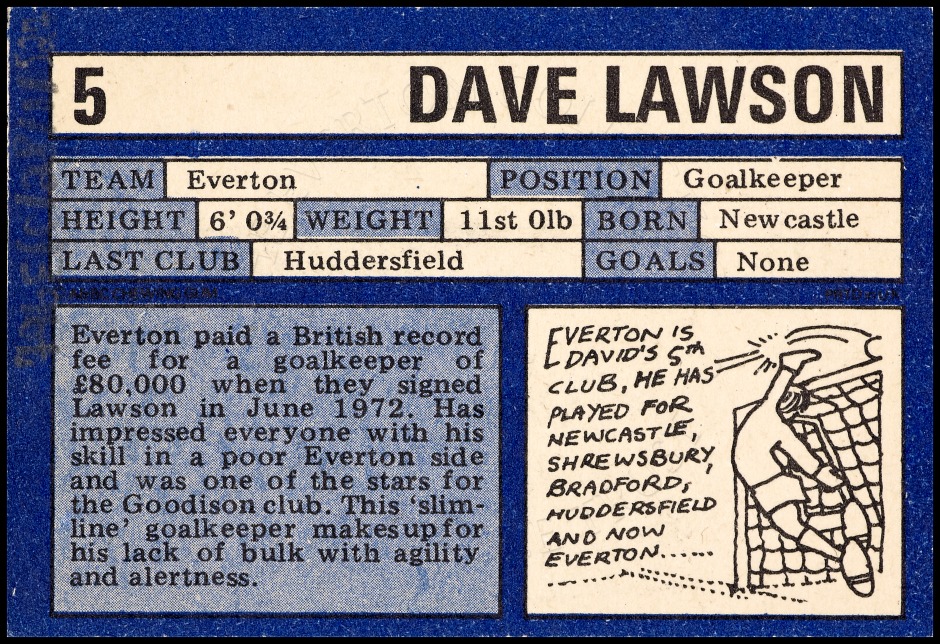 5 DAVE LAWSON
TEAM Everton POSITION Goalkeeper
HEIGHT 6' 0¾ WEIGHT 11st 0lb BORN Newcastle
LAST CLUB Huddersfield GOALS None
Everton paid a British record
fee for a goalkeeper of
£80,000 when they signed
Lawson in June 1972. Has
impressed everyone with his
skill in a poor Everton side
and was one of the stars for
the Goodison club. This 'slim-
line' goalkeeper makes up for
his lack of bulk with agility
and alertness.
EVERTON IS
DAVID'S 5th
CLUB, HE HAS
PLAYED FOR
NEWCASTLE,
SHREWSBURY,
BRADFORD,
HUDDERSFIELD
AND NOW
EVERTON......